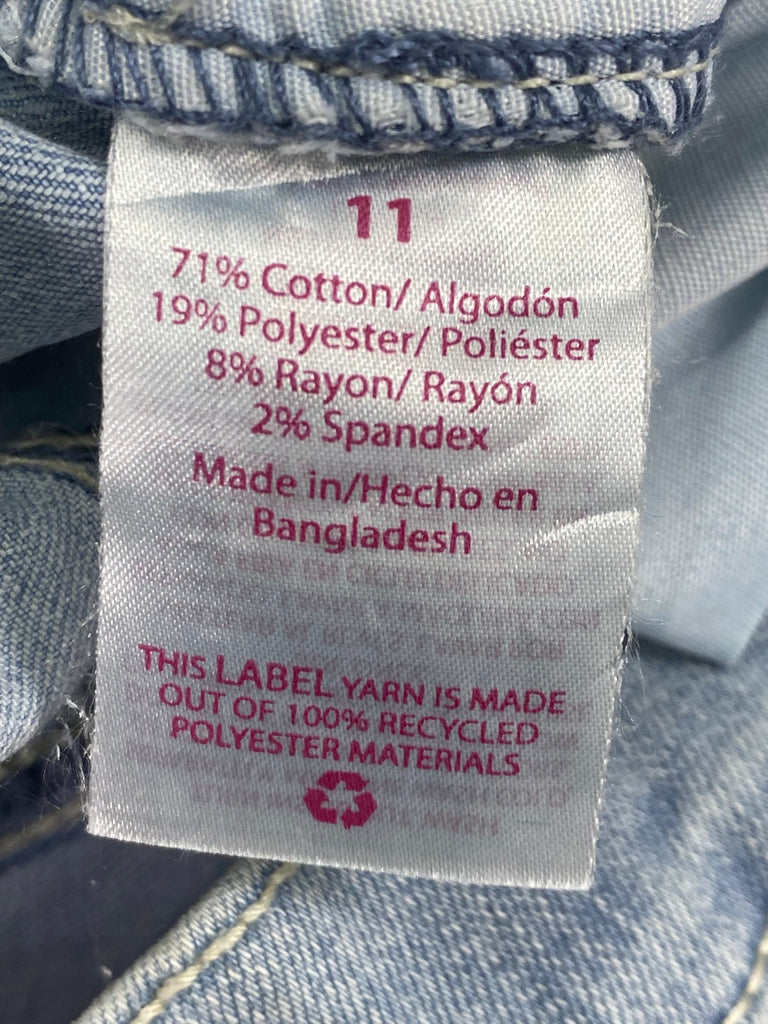 11
71% Cotton/ Algodón
19% Polyester/ Poliéster
8% Rayon/ Rayón
2% Spandex
Made in/Hecho en
Bangladesh
THIS LABEL YARN IS MADE
OUT OF 100% RECYCLED
POLYESTER MATERIALS